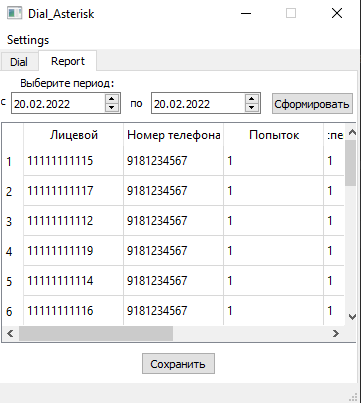 Dial_Asterisk
Settings
Dial Report
Выберите период:
с 20.02.2022 по 20.02.2022 Сформировать
Лицевой Номер телефона Попыток
1 11111111115 9181234567 1 1
2 11111111117 9181234567 1 1
3 11111111112 9181234567 1 1
4 11111111119 9181234567 1 1
5 11111111114 9181234567 1 1
6 11111111116 9181234567 1 1
Сохранить